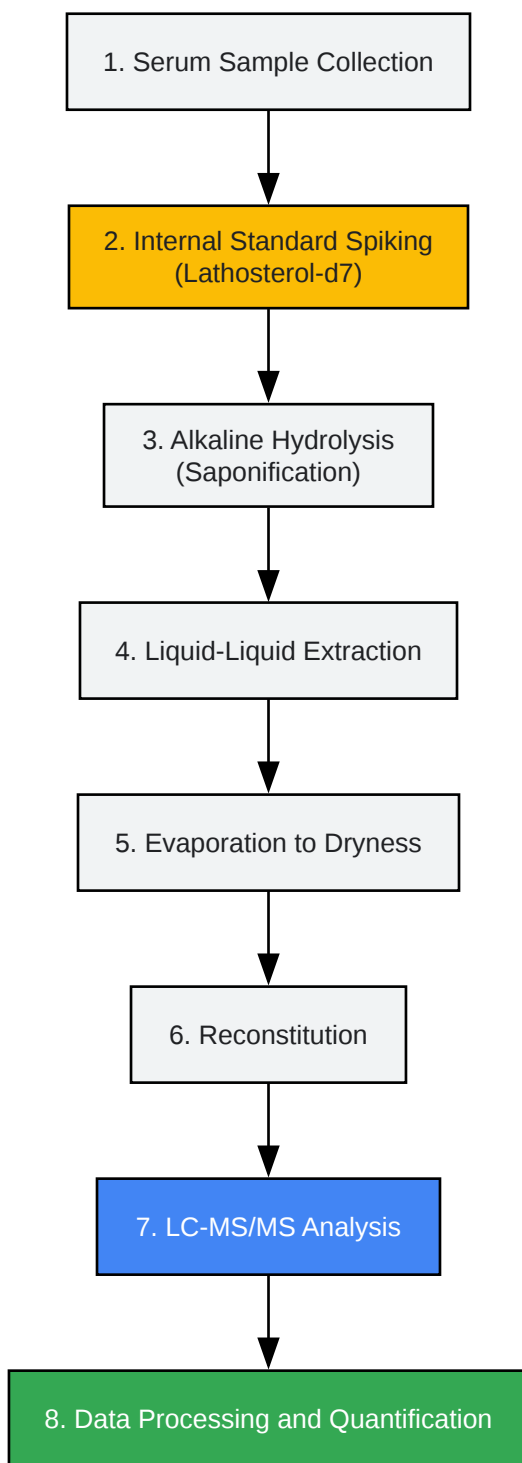 1. Serum Sample Collection
2. Internal Standard Spiking
(Lathosterol-d7)
3. Alkaline Hydrolysis
(Saponification)
4. Liquid-Liquid Extraction
5. Evaporation to Dryness
6. Reconstitution
7. LC-MS/MS Analysis
8. Data Processing and Quantification